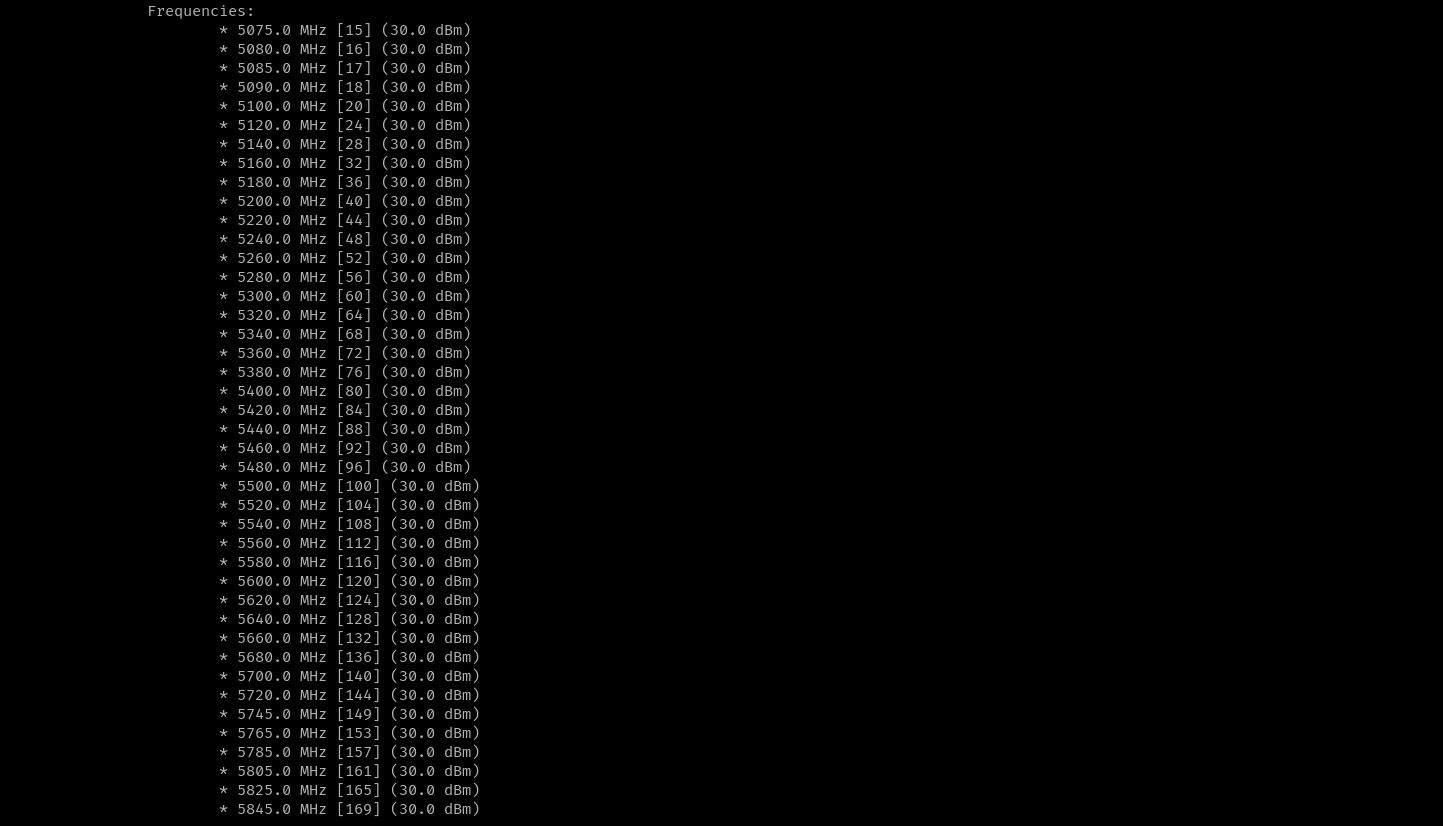 Frequencies:
* 5075.0 MHz [15] (30.0 dBm)
* 5080.0 MHz [16] (30.0 dBm)
* 5085.0 MHz [17] (30.0 dBm)
* 5090.0 MHz [18] (30.0 dBm)
* 5100.0 MHz [20] (30.0 dBm)
* 5120.0 MHz [24] (30.0 dBm)
* 5140.0 MHz [28] (30.0 dBm)
* 5160.0 MHz [32] (30.0 dBm)
* 5180.0 MHz [36] (30.0 dBm)
* 5200.0 MHz [40] (30.0 dBm)
* 5220.0 MHz [44] (30.0 dBm)
* 5240.0 MHz [48] (30.0 dBm)
* 5260.0 MHz [52] (30.0 dBm)
* 5280.0 MHz [56] (30.0 dBm)
* 5300.0 MHz [60] (30.0 dBm)
* 5320.0 MHz [64] (30.0 dBm)
* 5340.0 MHz [68] (30.0 dBm)
* 5360.0 MHz [72] (30.0 dBm)
* 5380.0 MHz [76] (30.0 dBm)
* 5400.0 MHz [80] (30.0 dBm)
* 5420.0 MHz [84] (30.0 dBm)
* 5440.0 MHz [88] (30.0 dBm)
* 5460.0 MHz [92] (30.0 dBm)
* 5480.0 MHz [96] (30.0 dBm)
* 5500.0 MHz [100] (30.0 dBm)
* 5520.0 MHz [104] (30.0 dBm)
* 5540.0 MHz [108] (30.0 dBm)
* 5560.0 MHz [112] (30.0 dBm)
* 5580.0 MHz [116] (30.0 dBm)
* 5600.0 MHz [120] (30.0 dBm)
* 5620.0 MHz [124] (30.0 dBm)
* 5640.0 MHz [128] (30.0 dBm)
* 5660.0 MHz [132] (30.0 dBm)
* 5680.0 MHz [136] (30.0 dBm)
* 5700.0 MHz [140] (30.0 dBm)
* 5720.0 MHz [144] (30.0 dBm)
* 5745.0 MHz [149] (30.0 dBm)
* 5765.0 MHz [153] (30.0 dBm)
* 5785.0 MHz [157] (30.0 dBm)
* 5805.0 MHz [161] (30.0 dBm)
* 5825.0 MHz [165] (30.0 dBm)
* 5845.0 MHz [169] (30.0 dBm)